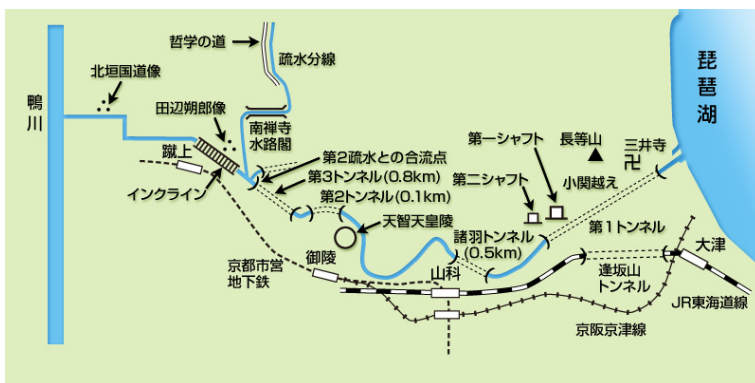 哲学の道
疏水分線
北垣国道像
鴨川
田辺朔郎像
南禅寺
水路閣
琵琶湖
第一シャフト
長等山
三井寺
蹴上
第2疏水との合流点
第3トンネル(0.8km)
第二シャフト
小関越え
インクライン
第2トンネル(0.1km)
天智天皇陵
諸羽トンネル
(0.5km)
第1トンネル
大津
京都市営
地下鉄
御陵
山科
逢坂山
トンネル
JR東海道線
京阪京津線